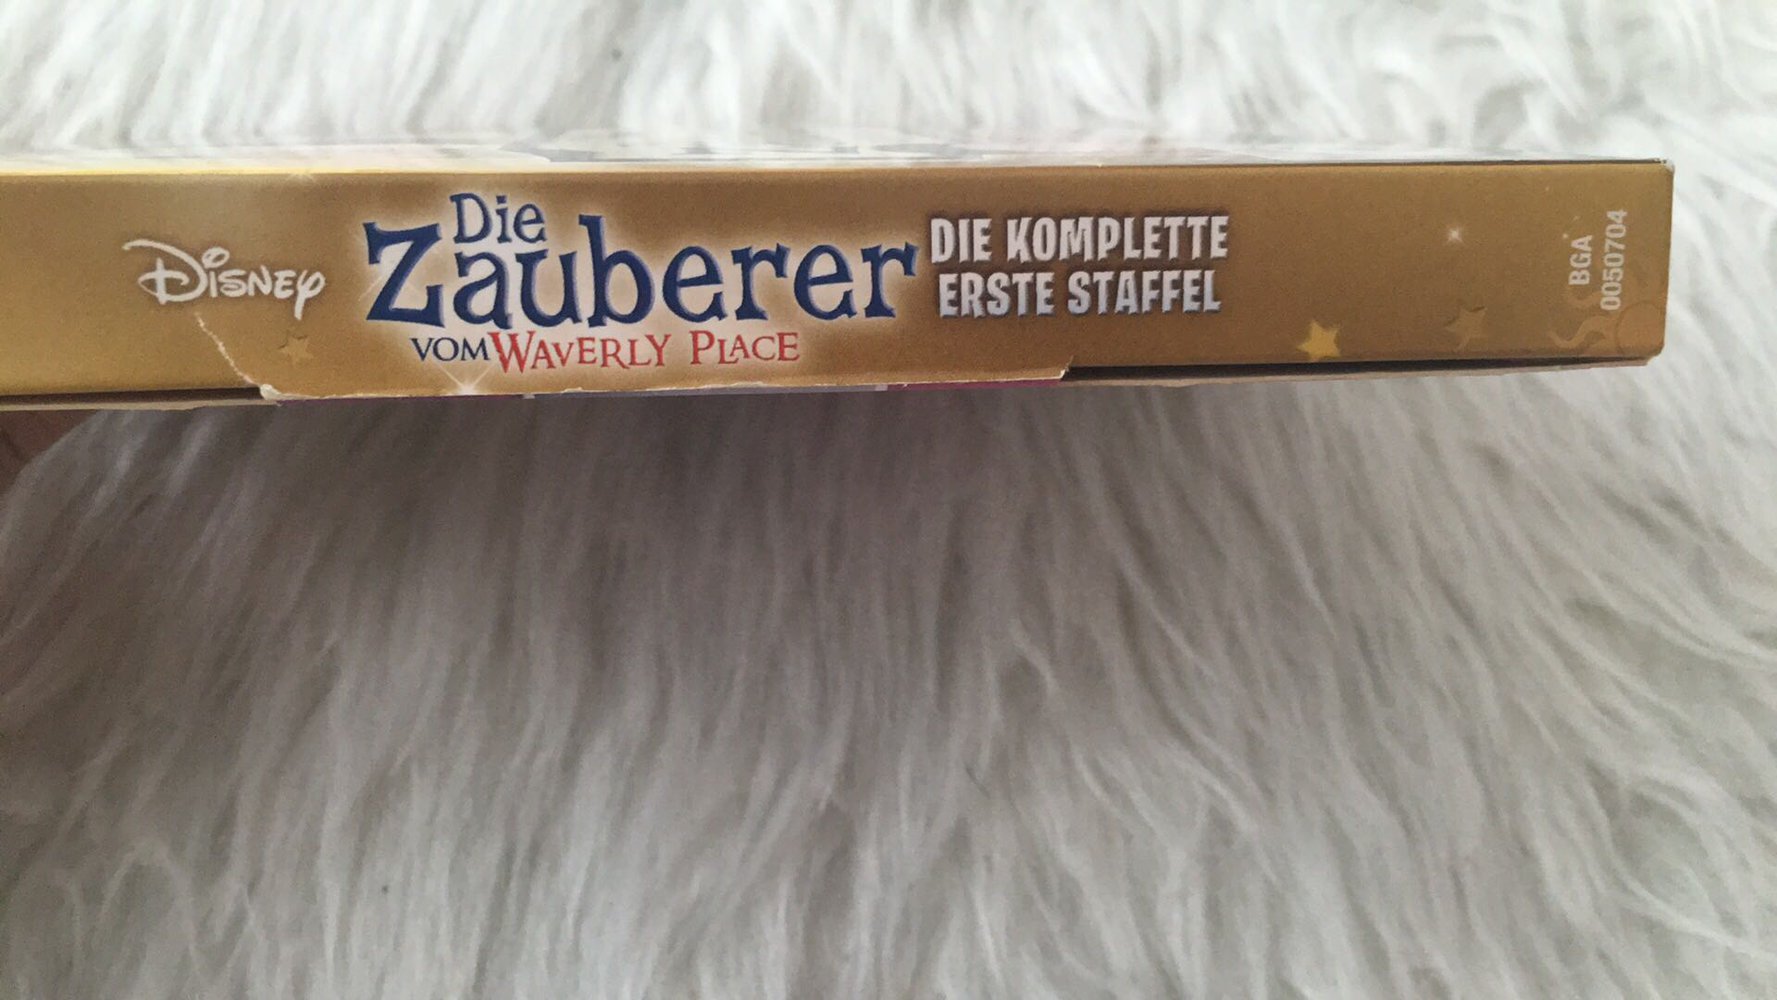 Disney
Die
Zauberer
VOM WAVERLY PLACE
DIE KOMPLETTE
ERSTE STAFFEL
BGA
0050704